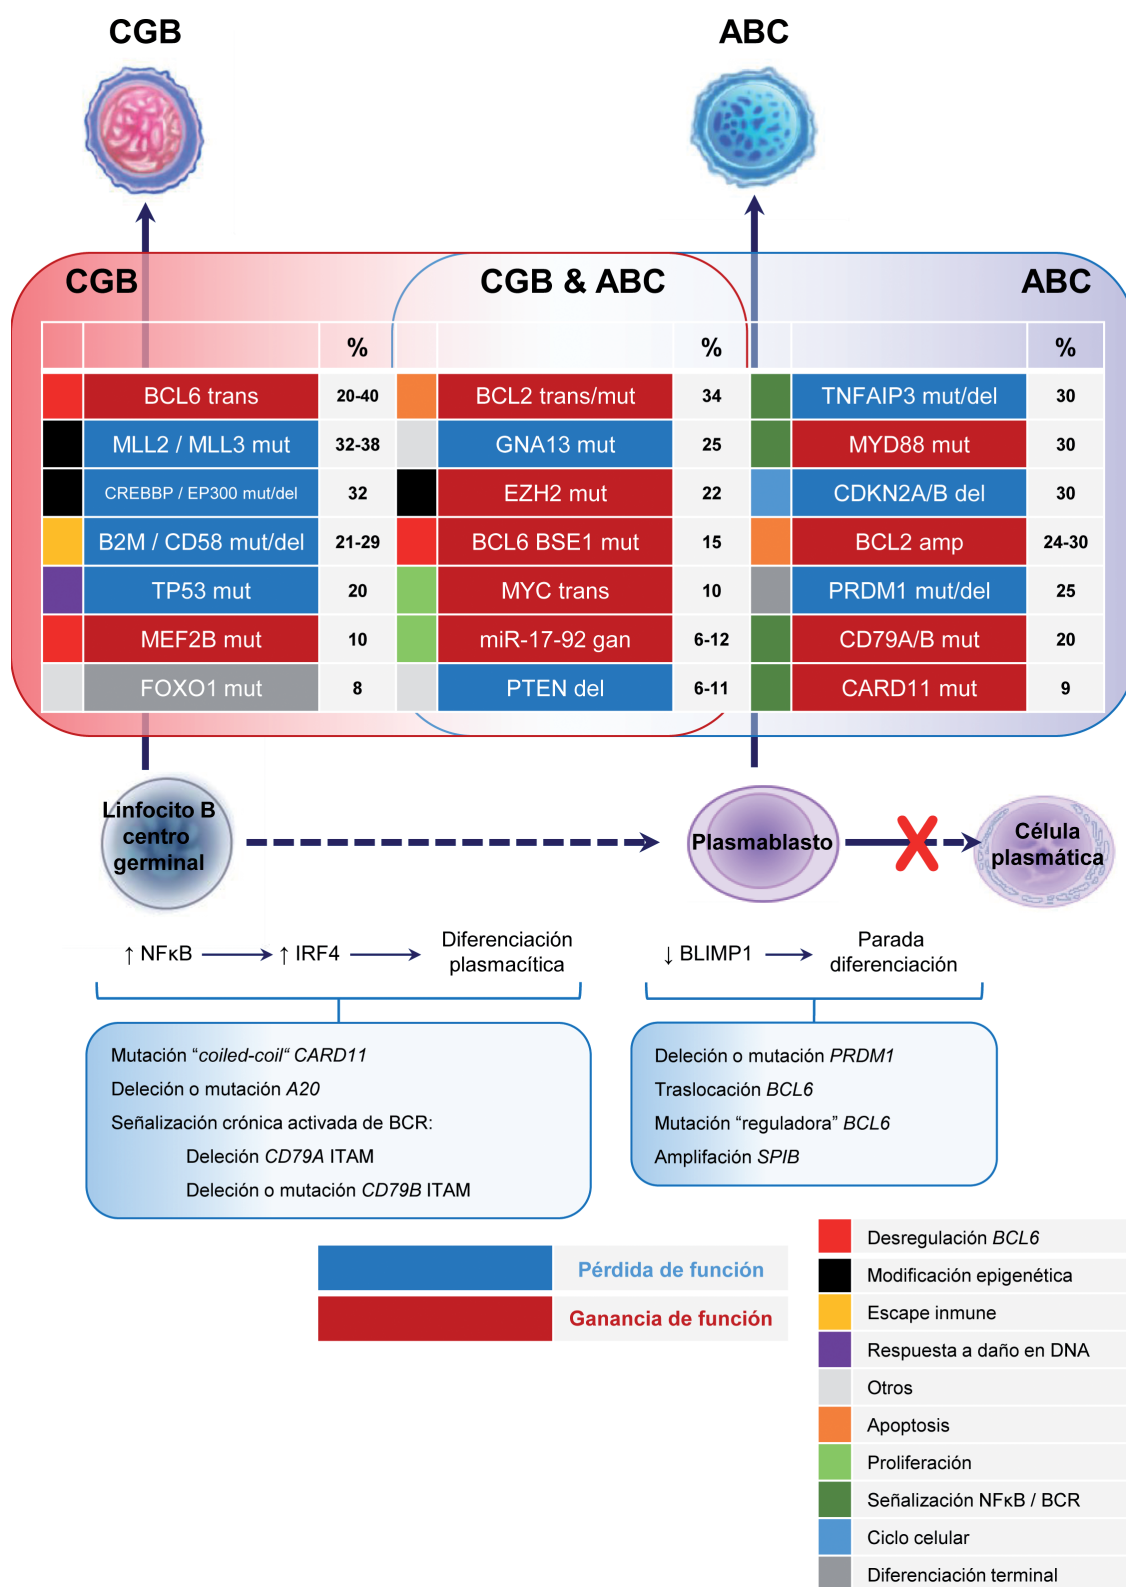 CGB
ABC
CGB
CGB & ABC
ABC
%
%
%
BCL6 trans
20-40
BCL2 trans/mut
34
TNFAIP3 mut/del
30
MLL2 / MLL3 mut
32-38
GNA13 mut
25
MYD88 mut
30
CREBBP / EP300 mut/del
32
EZH2 mut
22
CDKN2A/B del
30
B2M / CD58 mut/del
21-29
BCL6 BSE1 mut
15
BCL2 amp
24-30
TP53 mut
20
MYC trans
10
PRDM1 mut/del
25
MEF2B mut
10
miR-17-92 gan
6-12
CD79A/B mut
20
FOXO1 mut
8
PTEN del
6-11
CARD11 mut
9
Linfocito B
centro
germinal
Plasmablasto
Célula
plasmática
↑ NFκB
↑ IRF4
Diferenciación
plasmacítica
↓ BLIMP1
Parada
diferenciación
Mutación “coiled-coil“ CARD11
Deleción o mutación A20
Señalización crónica activada de BCR:
Deleción CD79A ITAM
Deleción o mutación CD79B ITAM
Deleción o mutación PRDM1
Traslocación BCL6
Mutación “reguladora” BCL6
Amplifación SPIB
Pérdida de función
Ganancia de función
Desregulación BCL6
Modificación epigenética
Escape inmune
Respuesta a daño en DNA
Otros
Apoptosis
Proliferación
Señalización NFκB / BCR
Ciclo celular
Diferenciación terminal